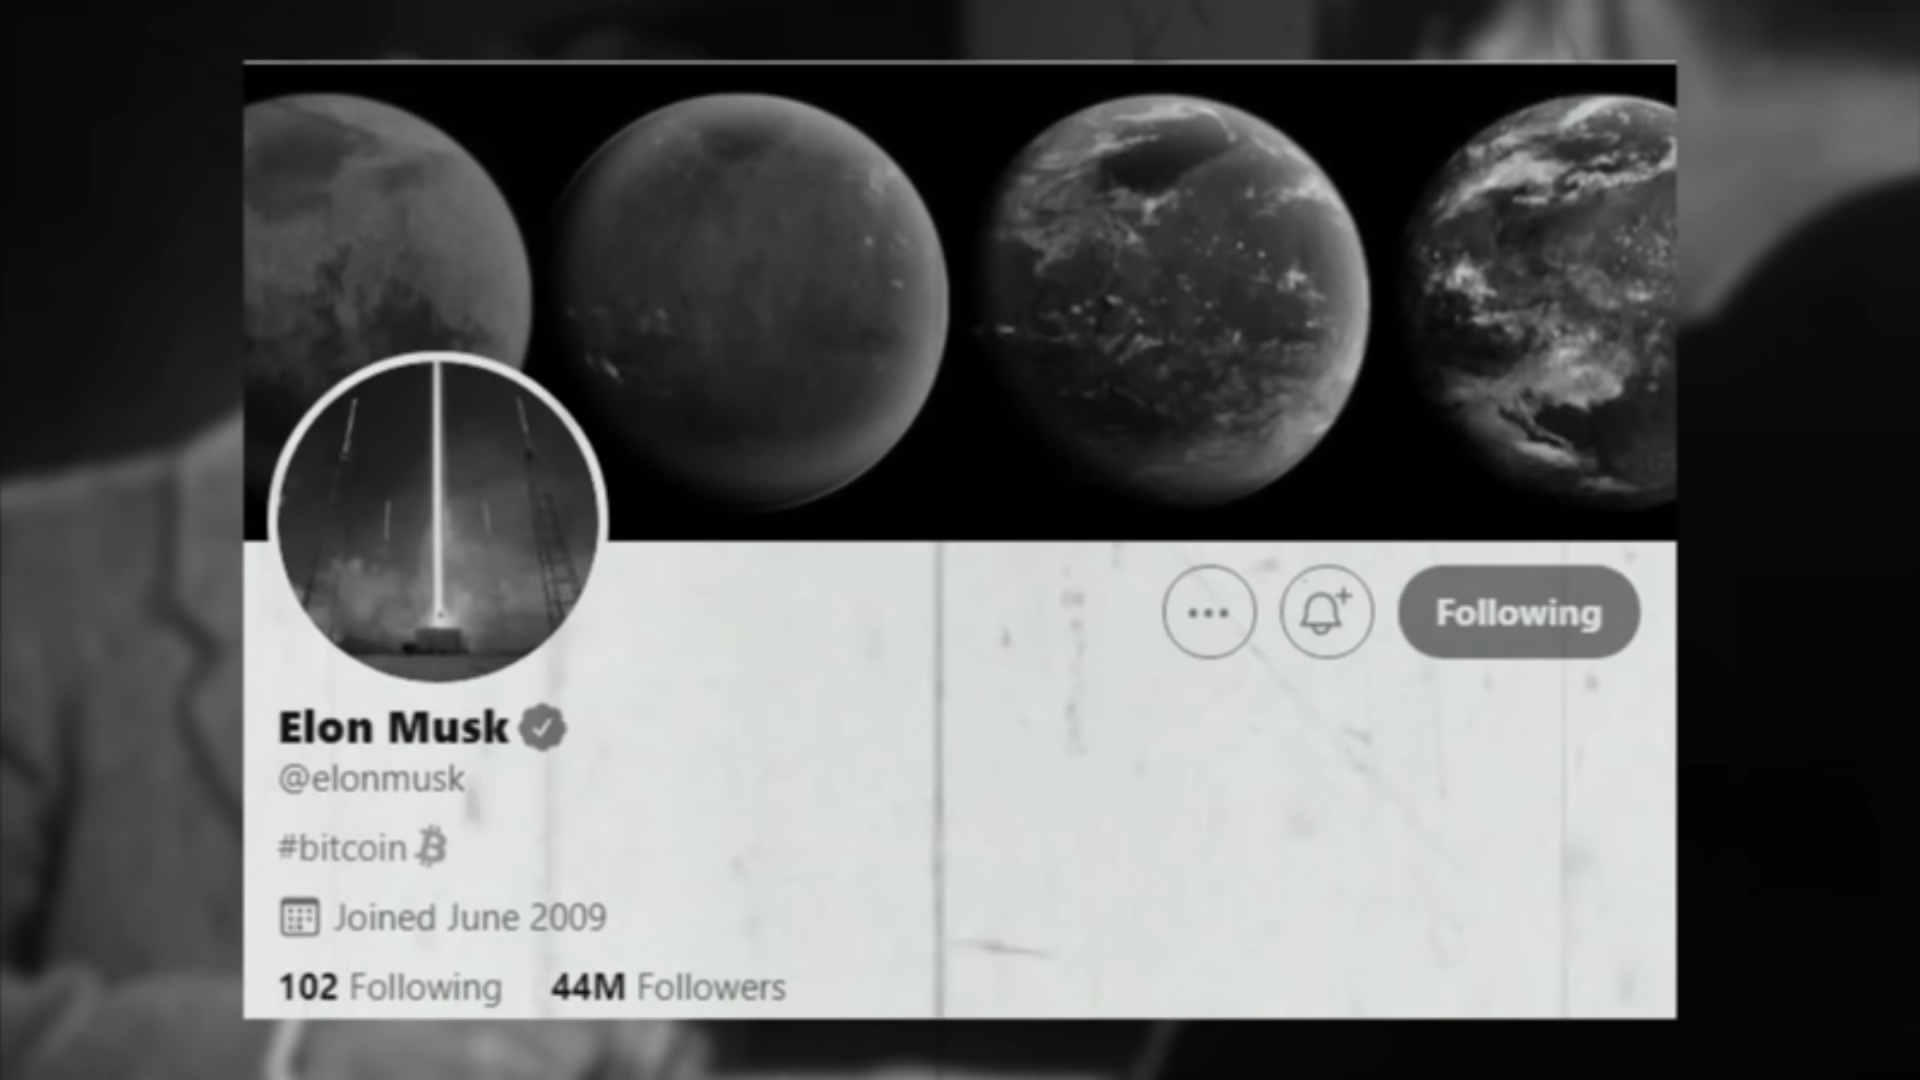 Following
Elon Musk
@elonmusk
#bitcoin
Joined June 2009
102 Following 44M Followers